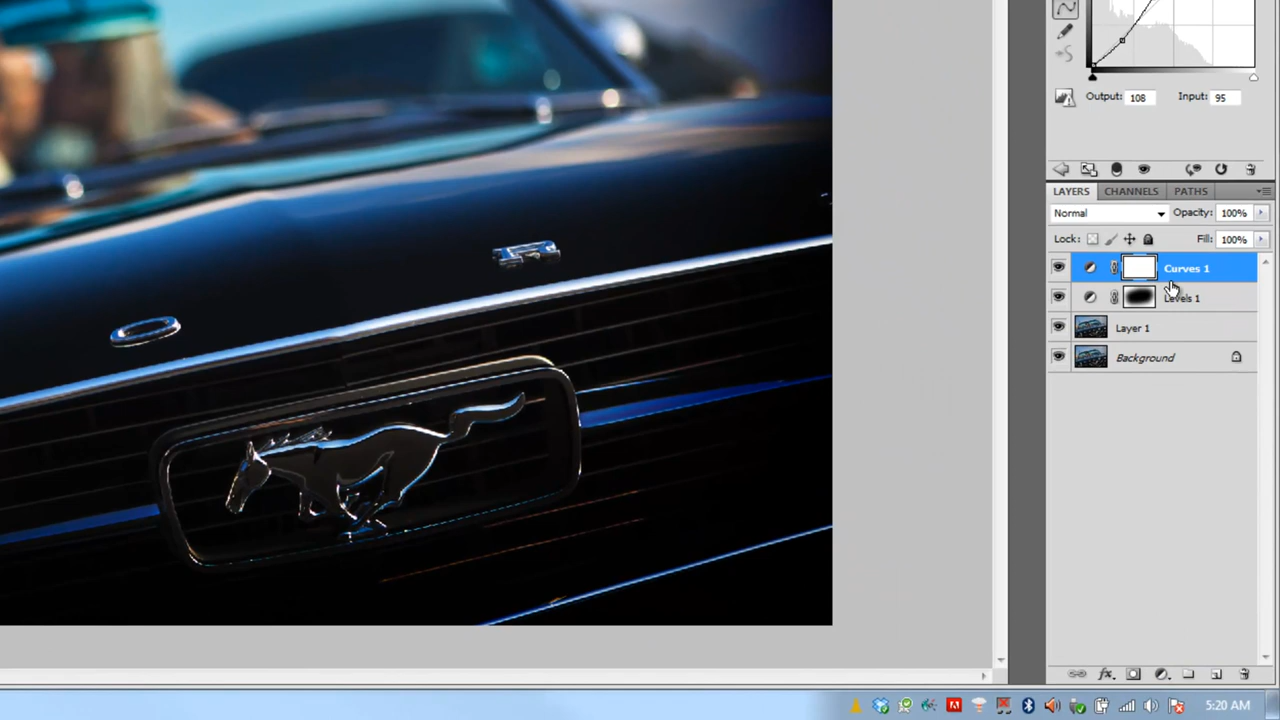 Output: 108 Input: 95
LAYERS CHANNELS PATHS
Normal Opacity: 100%
Lock: Fill: 100%
Curves 1
Levels 1
Layer 1
Background
O R
fx.
5:20 AM